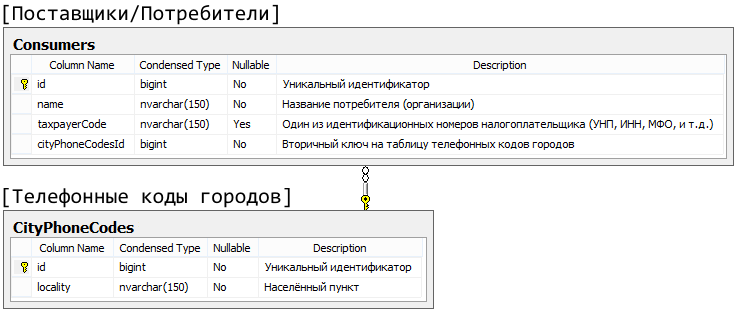 [Поставщики/Потребители]
Consumers
Column Name Condensed Type Nullable Description
id bigint No Уникальный идентификатор
name nvarchar(150) No Название потребителя (организации)
taxpayerCode nvarchar(150) Yes Один из идентификационных номеров налогоплательщика (УНП, ИНН, МФО, и т.д.)
cityPhoneCodesId bigint No Вторичный ключ на таблицу телефонных кодов городов
[Телефонные коды городов]
CityPhoneCodes
Column Name Condensed Type Nullable Description
id bigint No Уникальный идентификатор
locality nvarchar(150) No Населённый пункт